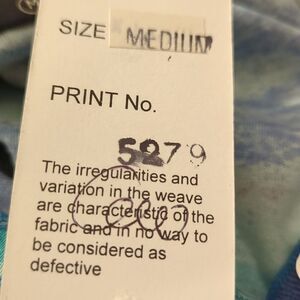 SIZE MEDIUM
PRINT No.
5279
The irregularities and
variation in the weave
are characteristic of the
fabric and in no way to
be considered as
defective